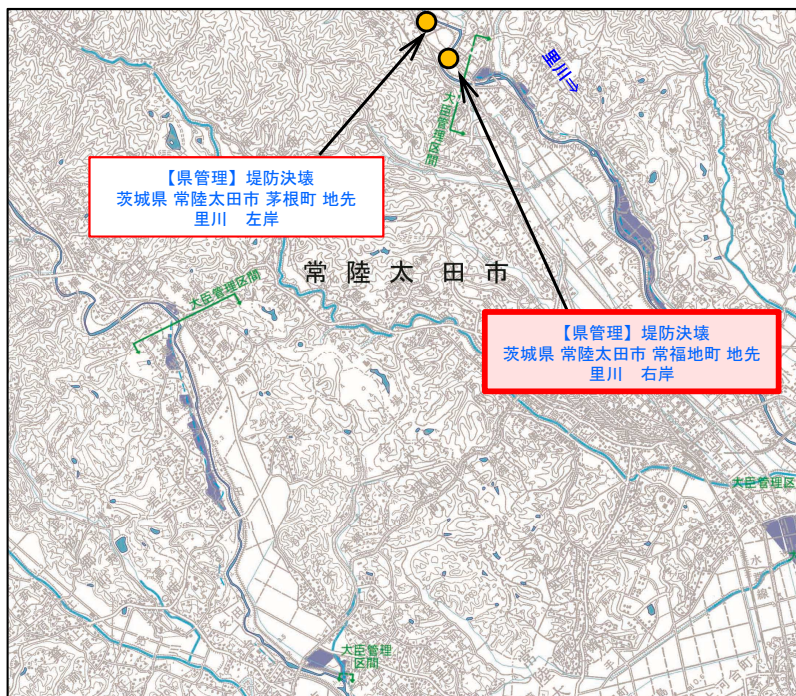 里川⇒
大臣管理区間
【県管理】堤防決壊
茨城県 常陸太田市 茅根町 地先
里川　左岸
常陸太田市
大臣管理区間
【県管理】堤防決壊
茨城県 常陸太田市 常福地町 地先
里川　右岸
大臣管理区
大臣管理
区間